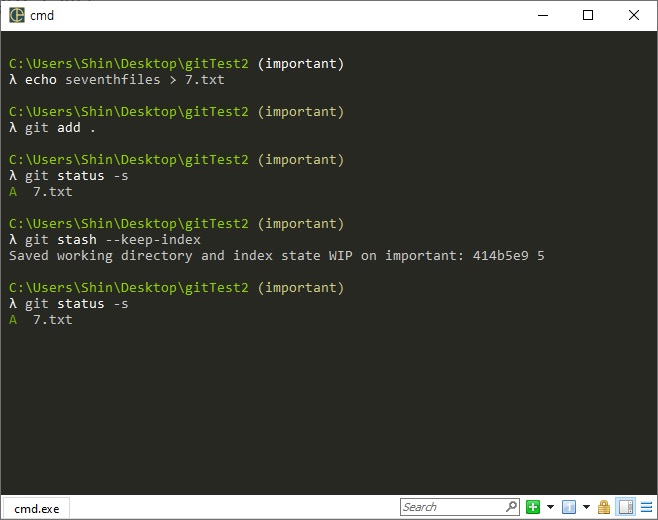 cmd
C:\Users\Shin\Desktop\gitTest2 (important)
λ echo seventhfiles > 7.txt
C:\Users\Shin\Desktop\gitTest2 (important)
λ git add .
C:\Users\Shin\Desktop\gitTest2 (important)
λ git status -s
A  7.txt
C:\Users\Shin\Desktop\gitTest2 (important)
λ git stash --keep-index
Saved working directory and index state WIP on important: 414b5e9 5
C:\Users\Shin\Desktop\gitTest2 (important)
λ git status -s
A  7.txt
cmd.exe
Search